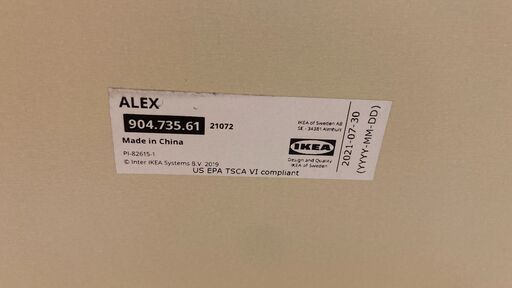 ALEX
904.735.61 21072
Made in China
PI-82615-1
© Inter IKEA Systems B.V. 2019
US EPA TSCA VI compliant
IKEA of Sweden AB
SE - 34381 Älmhult
IKEA
Design and Quality
IKEA of Sweden
2021-07-30
(YYYY-MM-DD)